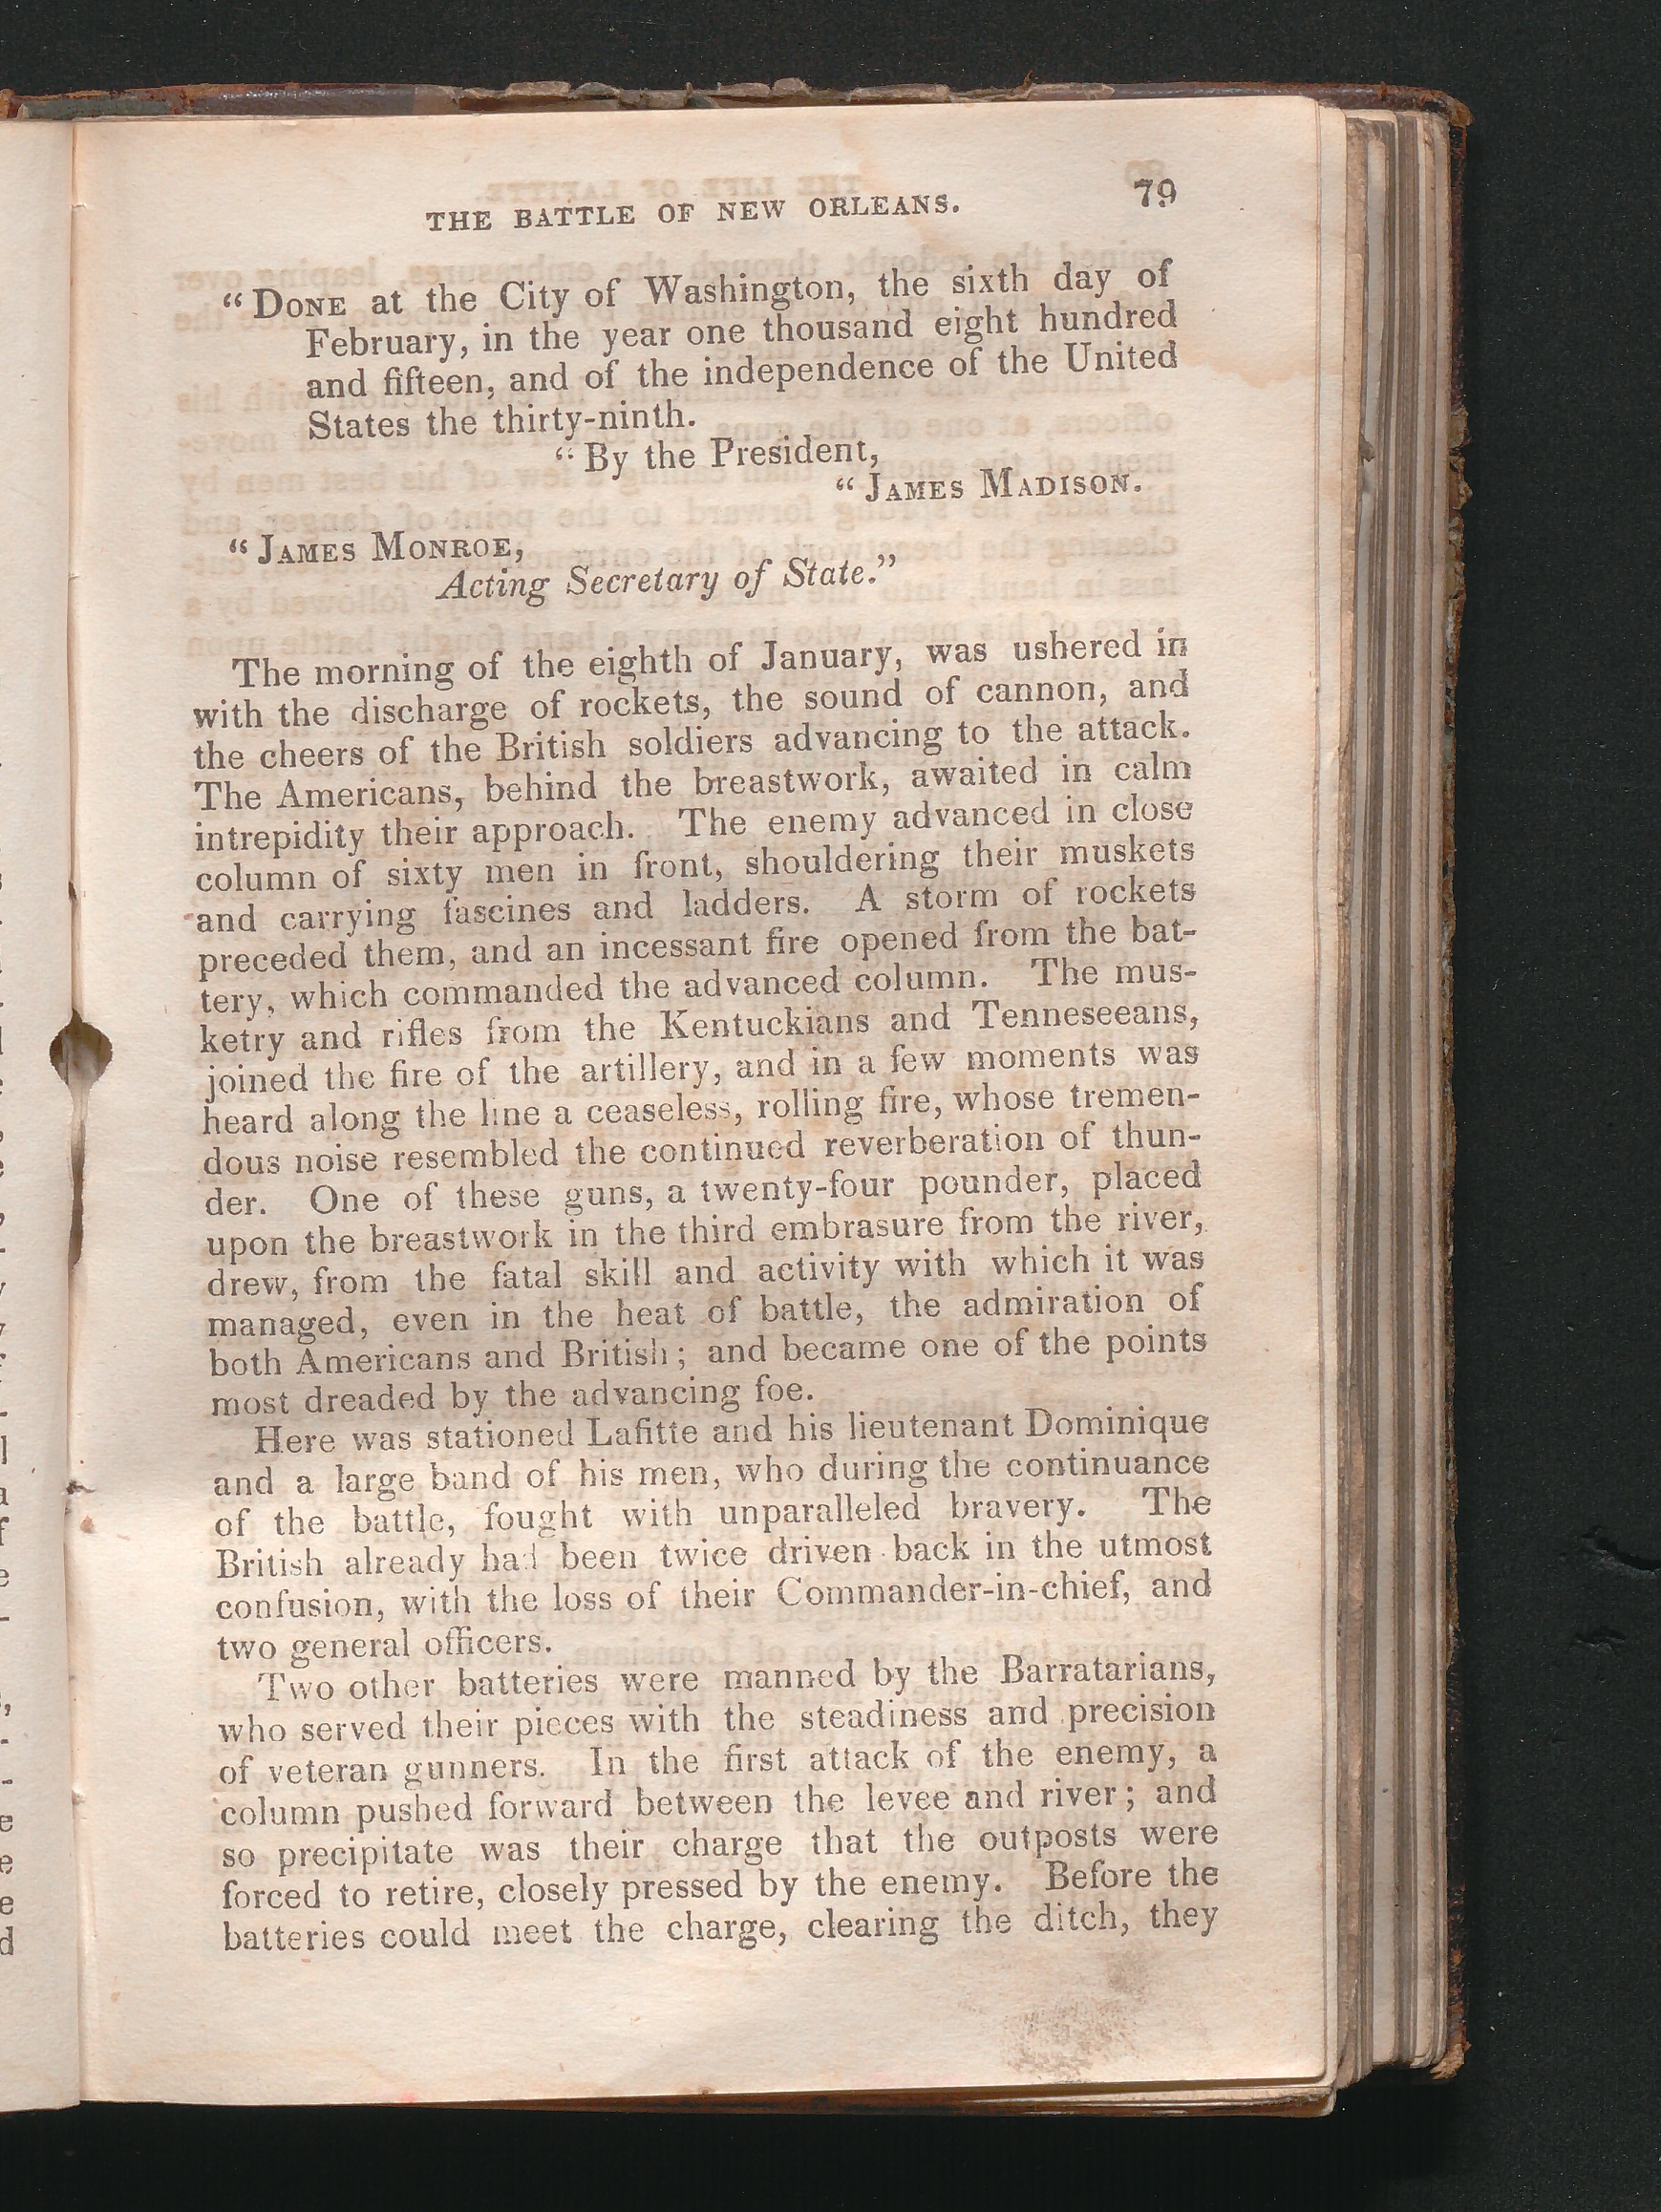 THE BATTLE OF NEW ORLEANS. 79
“DONE at the City of Washington, the sixth day of
February, in the year one thousand eight hundred
and fifteen, and of the independence of the United
States the thirty-ninth.
“By the President,
“JAMES MADISON.
“JAMES MONROE,
Acting Secretary of State.”
The morning of the eighth of January, was ushered in
with the discharge of rockets, the sound of cannon, and
the cheers of the British soldiers advancing to the attack.
The Americans, behind the breastwork, awaited in calm
intrepidity their approach. The enemy advanced in close
column of sixty men in front, shouldering their muskets
and carrying fascines and ladders. A storm of rockets
preceded them, and an incessant fire opened from the bat-
tery, which commanded the advanced column. The mus-
ketry and rifles from the Kentuckians and Tenneseeans,
joined the fire of the artillery, and in a few moments was
heard along the line a ceaseless, rolling fire, whose tremen-
dous noise resembled the continued reverberation of thun-
der. One of these guns, a twenty-four pounder, placed
upon the breastwork in the third embrasure from the river,
drew, from the fatal skill and activity with which it was
managed, even in the heat of battle, the admiration of
both Americans and British; and became one of the points
most dreaded by the advancing foe.
Here was stationed Lafitte and his lieutenant Dominique
and a large band of his men, who during the continuance
of the battle, fought with unparalleled bravery. The
British already had been twice driven back in the utmost
confusion, with the loss of their Commander-in-chief, and
two general officers.
Two other batteries were manned by the Barratarians,
who served their pieces with the steadiness and precision
of veteran gunners. In the first attack of the enemy, a
column pushed forward between the levee and river; and
so precipitate was their charge that the outposts were
forced to retire, closely pressed by the enemy. Before the
batteries could meet the charge, clearing the ditch, they